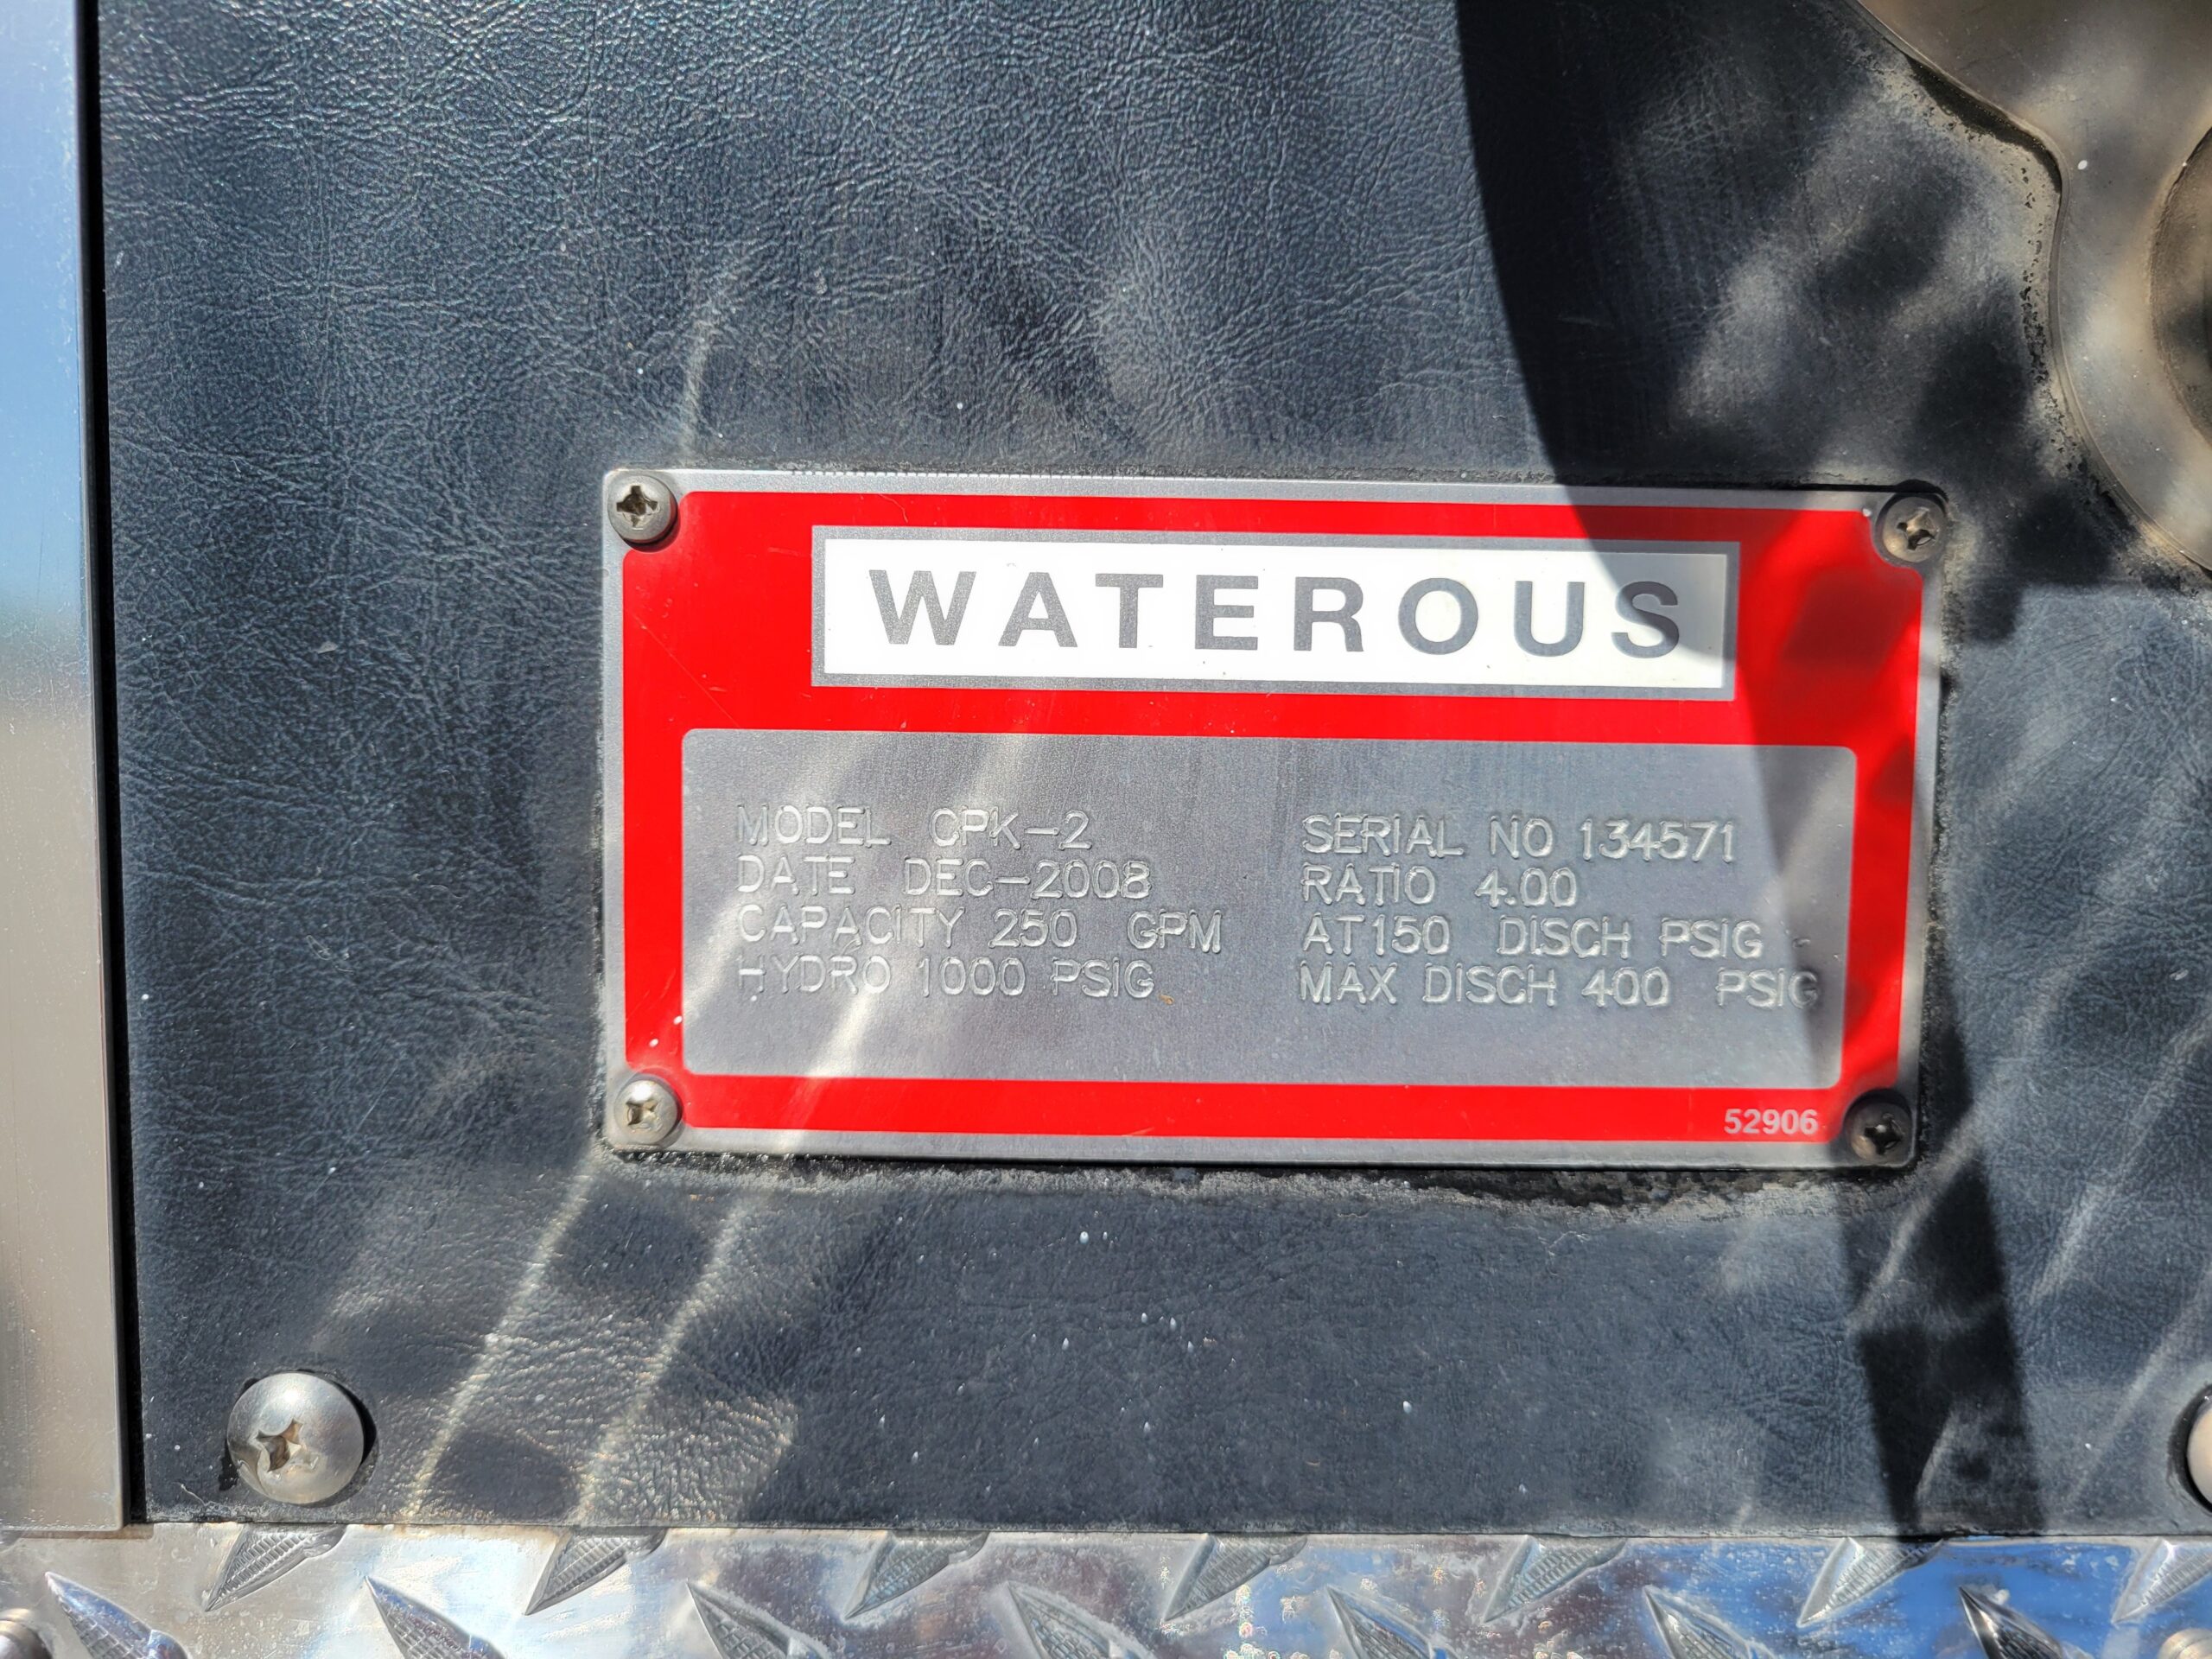 WATEROUS
MODEL CPK-2
DATE DEC-2008
CAPACITY 250 GPM
HYDRO 1000 PSIG
SERIAL NO 134571
RATIO 4.00
AT150 DISCH PSIG -
MAX DISCH 400 PSIG
52906